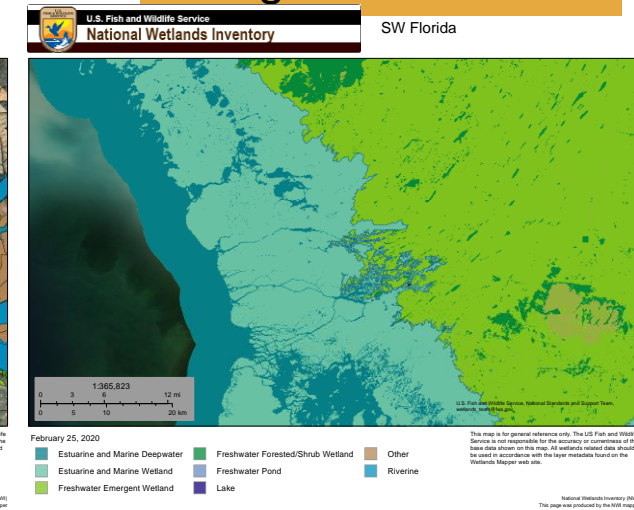 U.S. Fish and Wildlife Service
National Wetlands Inventory
SW Florida
1:365,823
0 3 6 12 mi
0 5 10 20 km
U.S. Fish and Wildlife Service, National Standards and Support Team,
wetlands_team@fws.gov
February 25, 2020
Estuarine and Marine Deepwater
Estuarine and Marine Wetland
Freshwater Emergent Wetland
Freshwater Forested/Shrub Wetland
Freshwater Pond
Lake
Other
Riverine
This map is for general reference only. The US Fish and Wildlife
Service is not responsible for the accuracy or currentness of the
base data shown on this map. All wetlands related data should
be used in accordance with the layer metadata found on the
Wetlands Mapper web site.
National Wetlands Inventory (NWI)
This page was produced by the NWI mapper